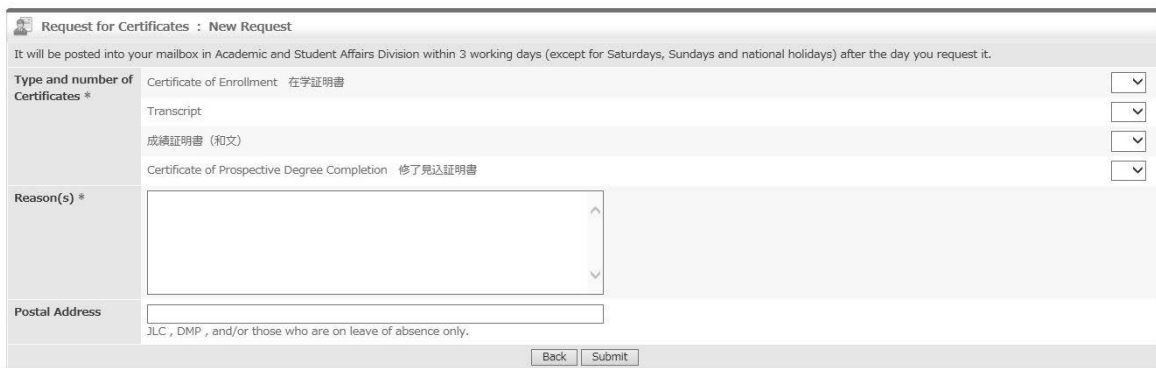 Request for Certificates : New Request
It will be posted into your mailbox in Academic and Student Affairs Division within 3 working days (except for Saturdays, Sundays and national holidays) after the day you request it.
Type and number of
Certificates *
Certificate of Enrollment 在学証明書
Transcript
成績証明書（和文）
Certificate of Prospective Degree Completion 修了見込証明書
Reason(s) *
Postal Address
JLC , DMP , and/or those who are on leave of absence only.
Back Submit